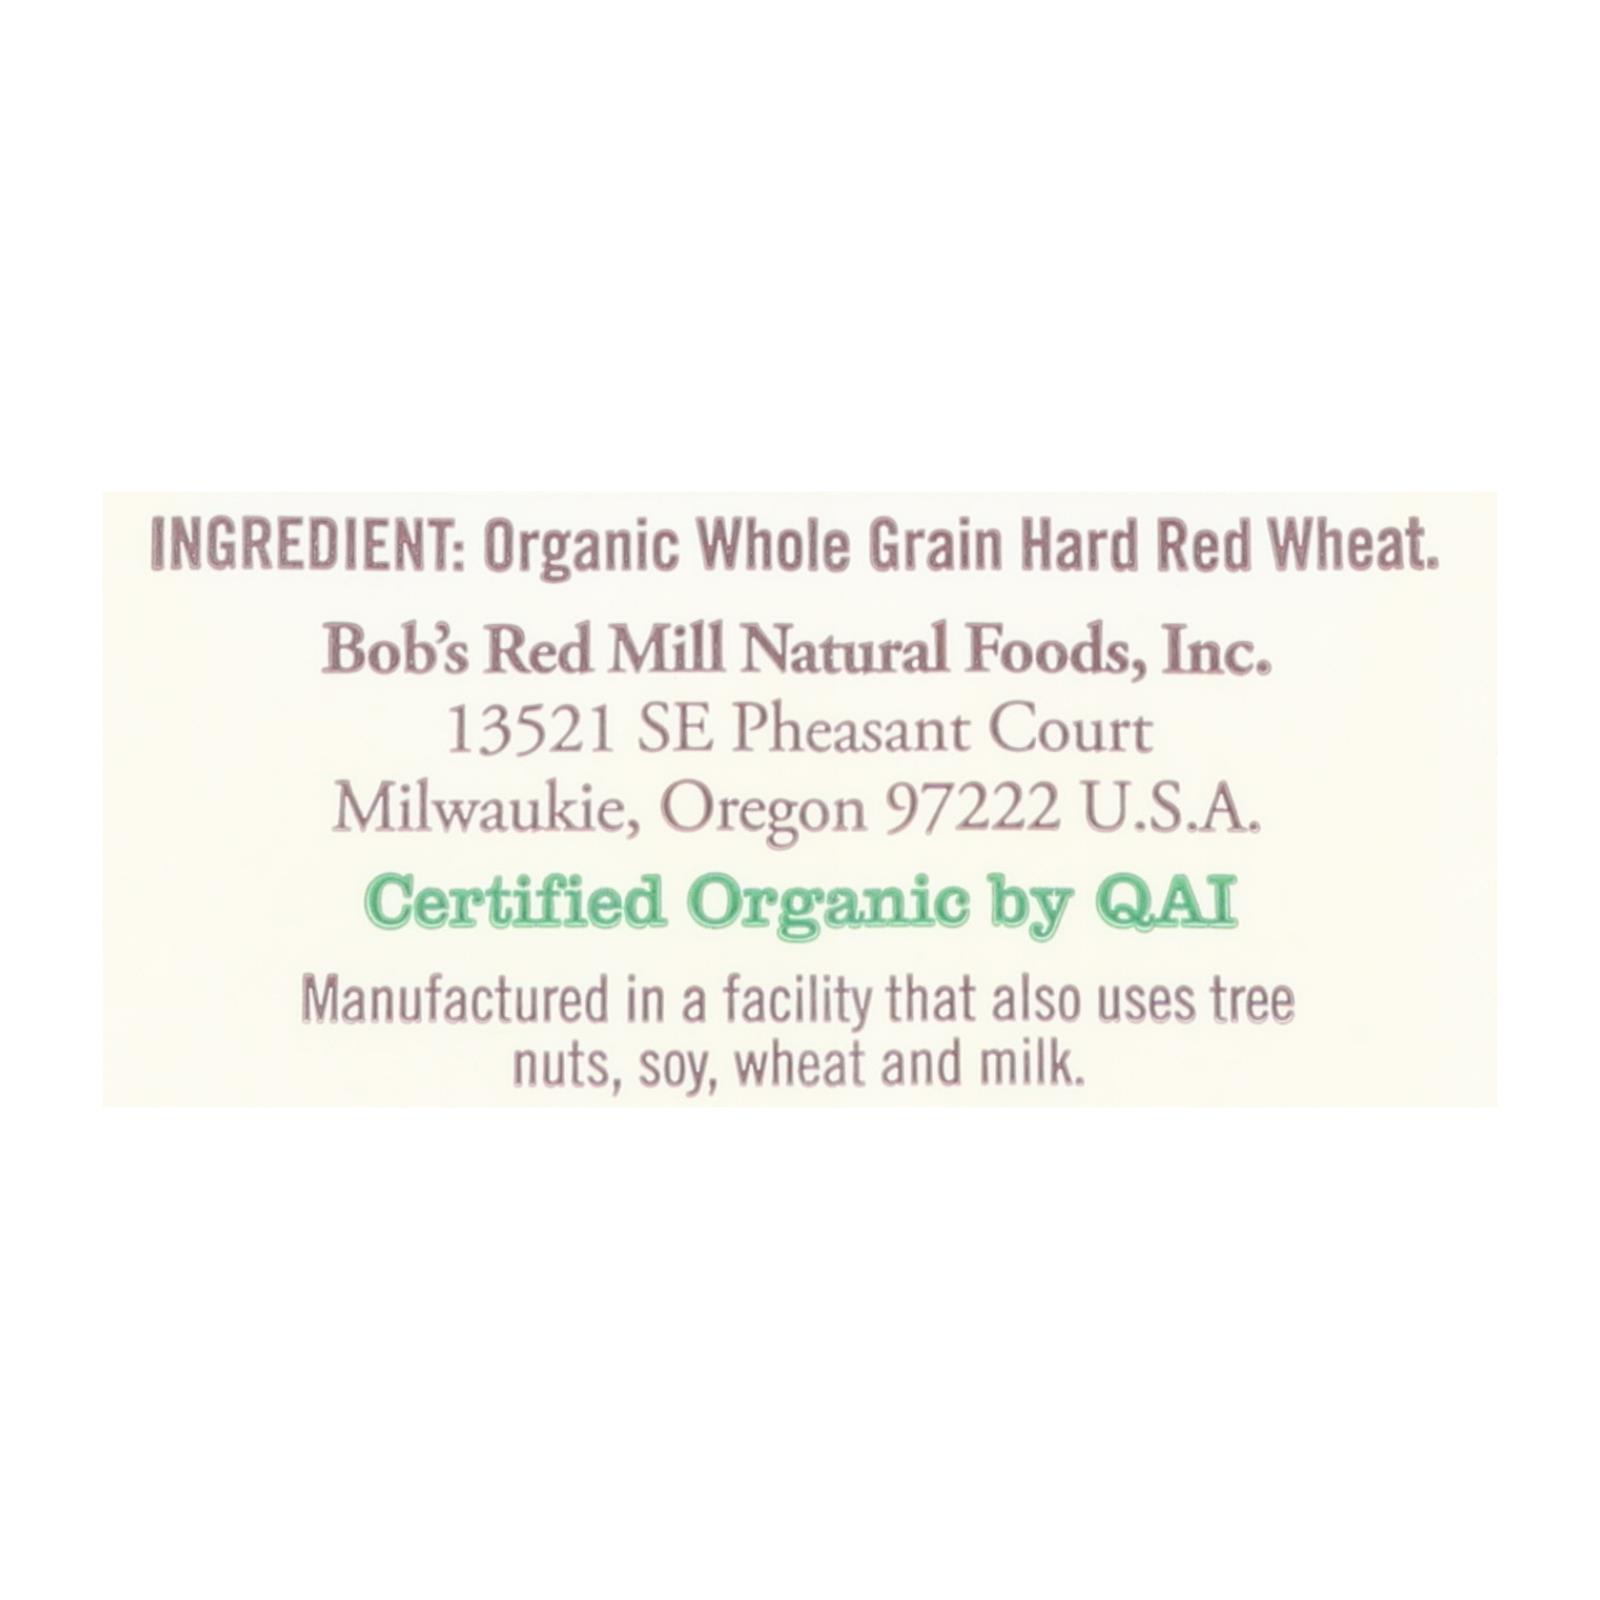 INGREDIENT: Organic Whole Grain Hard Red Wheat.
Bob's Red Mill Natural Foods, Inc.
13521 SE Pheasant Court
Milwaukie, Oregon 97222 U.S.A.
Certified Organic by QAI
Manufactured in a facility that also uses tree
nuts, soy, wheat and milk.